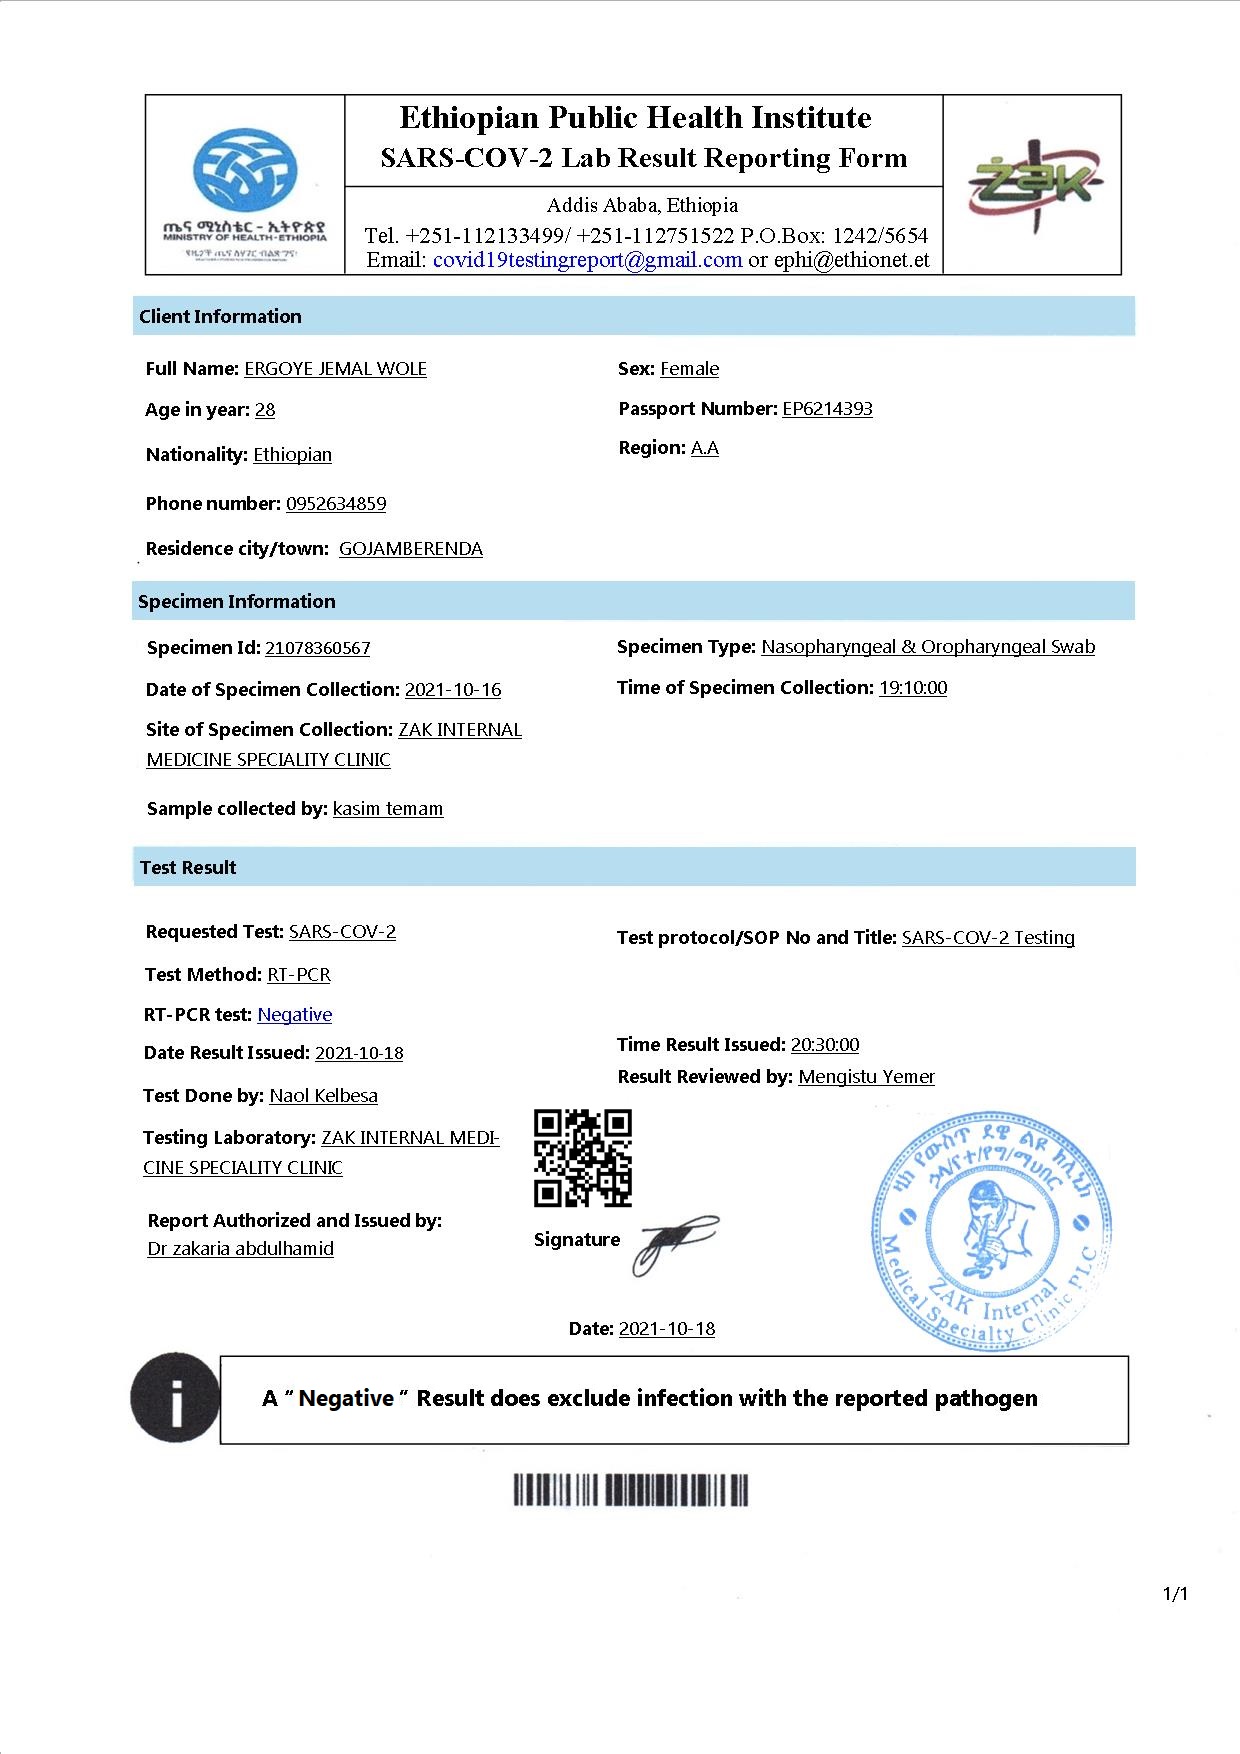 Ethiopian Public Health Institute
SARS-COV-2 Lab Result Reporting Form
ጤና ሚኒስቴር - ኢትዮጵያ
MINISTRY OF HEALTH-ETHIOPIA
የዜጎች ጤና ለሃገር ብልጽግና!
zak
Addis Ababa, Ethiopia
Tel. +251-112133499/ +251-112751522 P.O.Box: 1242/5654
Email: covid19testingreport@gmail.com or ephi@ethionet.et
Client Information
Full Name: ERGOYE JEMAL WOLE
Sex: Female
Age in year: 28
Passport Number: EP6214393
Nationality: Ethiopian
Region: A.A
Phone number: 0952634859
Residence city/town: GOJAMBERENDA
Specimen Information
Specimen Id: 21078360567
Specimen Type: Nasopharyngeal & Oropharyngeal Swab
Date of Specimen Collection: 2021-10-16
Time of Specimen Collection: 19:10:00
Site of Specimen Collection: ZAK INTERNAL
MEDICINE SPECIALITY CLINIC
Sample collected by: kasim temam
Test Result
Requested Test: SARS-COV-2
Test protocol/SOP No and Title: SARS-COV-2 Testing
Test Method: RT-PCR
RT-PCR test: Negative
Date Result Issued: 2021-10-18
Time Result Issued: 20:30:00
Result Reviewed by: Mengistu Yemer
Test Done by: Naol Kelbesa
Testing Laboratory: ZAK INTERNAL MEDI-
CINE SPECIALITY CLINIC
Report Authorized and Issued by:
Dr zakaria abdulhamid
Signature
ዛክ የውስጥ ደዌ ልዩ ክሊኒክ
ኃላ/የተ/የግ/ማህበር
ZAK Internal
Medical Specialty Clinic PLC
Date: 2021-10-18
i
A " Negative " Result does exclude infection with the reported pathogen
1/1